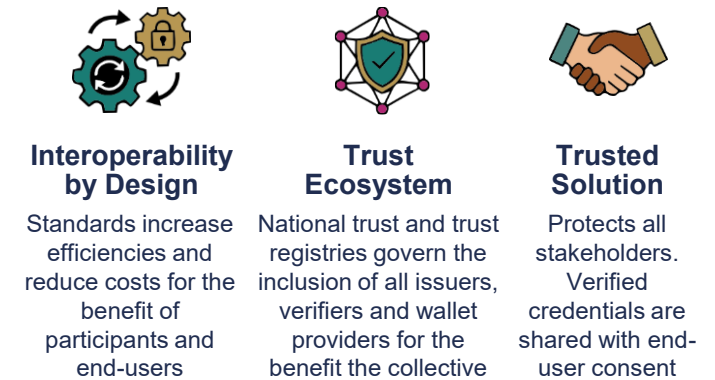 Interoperability
by Design
Standards increase
efficiencies and
reduce costs for the
benefit of
participants and
end-users
Trust
Ecosystem
National trust and trust
registries govern the
inclusion of all issuers,
verifiers and wallet
providers for the
benefit the collective
Trusted
Solution
Protects all
stakeholders.
Verified
credentials are
shared with end-
user consent